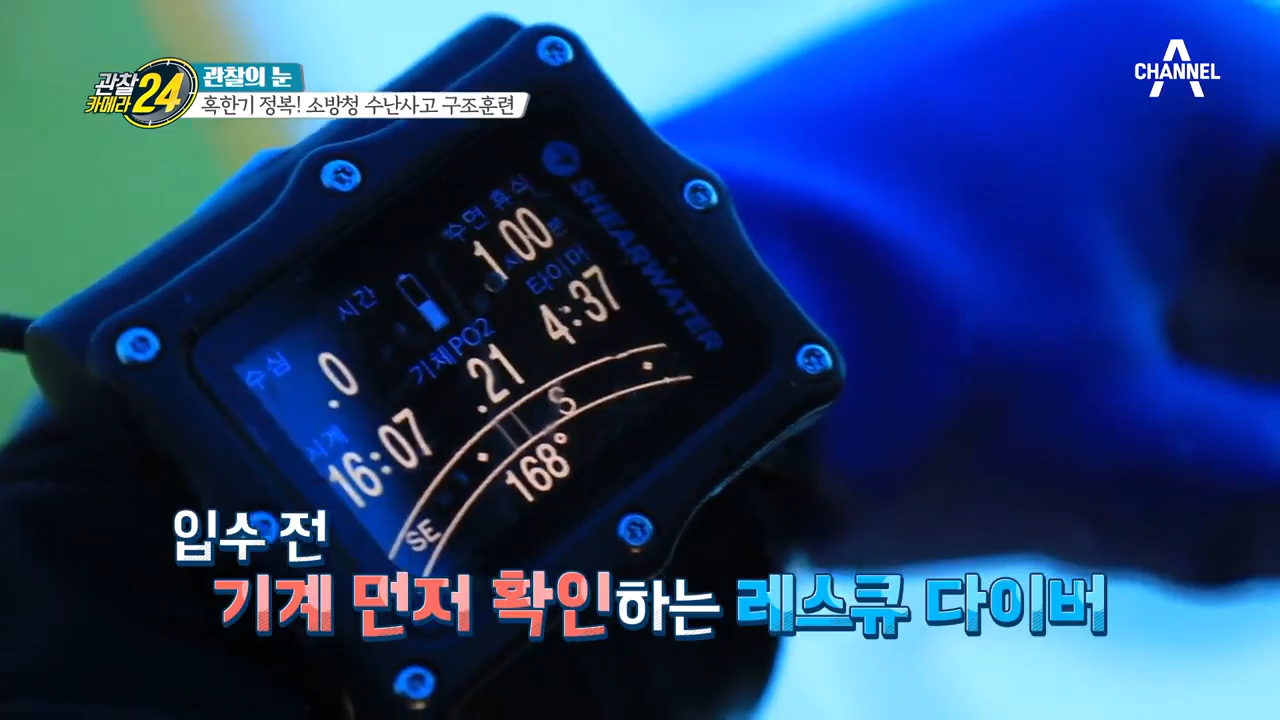 관찰
카메라 24
관찰의 눈
혹한기 정복! 소방청 수난사고 구조훈련
CHANNEL A
SHEARWATER
수심 시간 수면 휴식
.0 1 00
시 분
시계 기체PO2 타이머
16:07 .21 4:37
SE S
168°
입수 전
기계 먼저 확인하는 레스큐 다이버